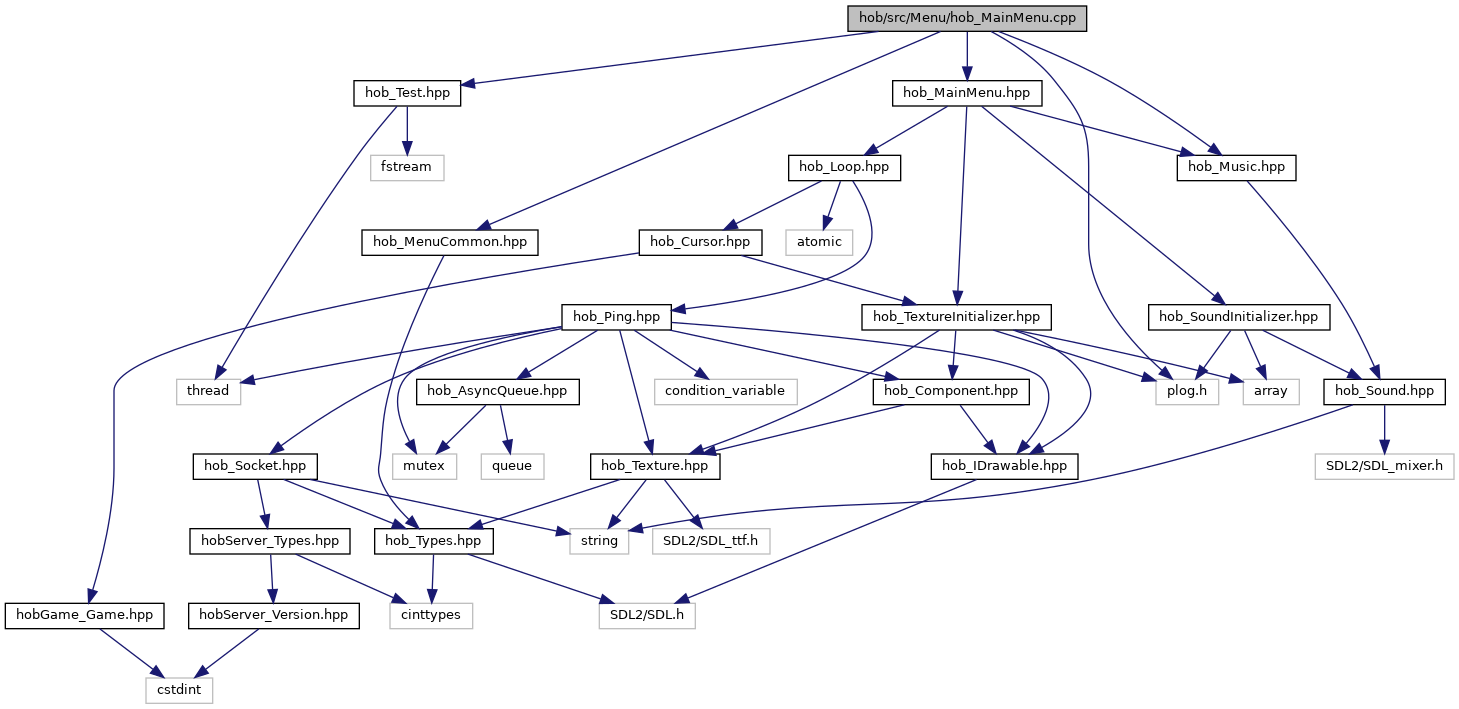 hob/src/Menu/hob_MainMenu.cpp
hob_Test.hpp
hob_MainMenu.hpp
fstream
hob_Loop.hpp
hob_Music.hpp
hob_MenuCommon.hpp
hob_Cursor.hpp
atomic
hob_Ping.hpp
hob_TextureInitializer.hpp
hob_SoundInitializer.hpp
thread
hob_AsyncQueue.hpp
condition_variable
hob_Component.hpp
plog.h
array
hob_Sound.hpp
hob_Socket.hpp
mutex
queue
hob_Texture.hpp
hob_IDrawable.hpp
SDL2/SDL_mixer.h
hobServer_Types.hpp
hob_Types.hpp
string
SDL2/SDL_ttf.h
hobGame_Game.hpp
hobServer_Version.hpp
cinttypes
SDL2/SDL.h
cstdint